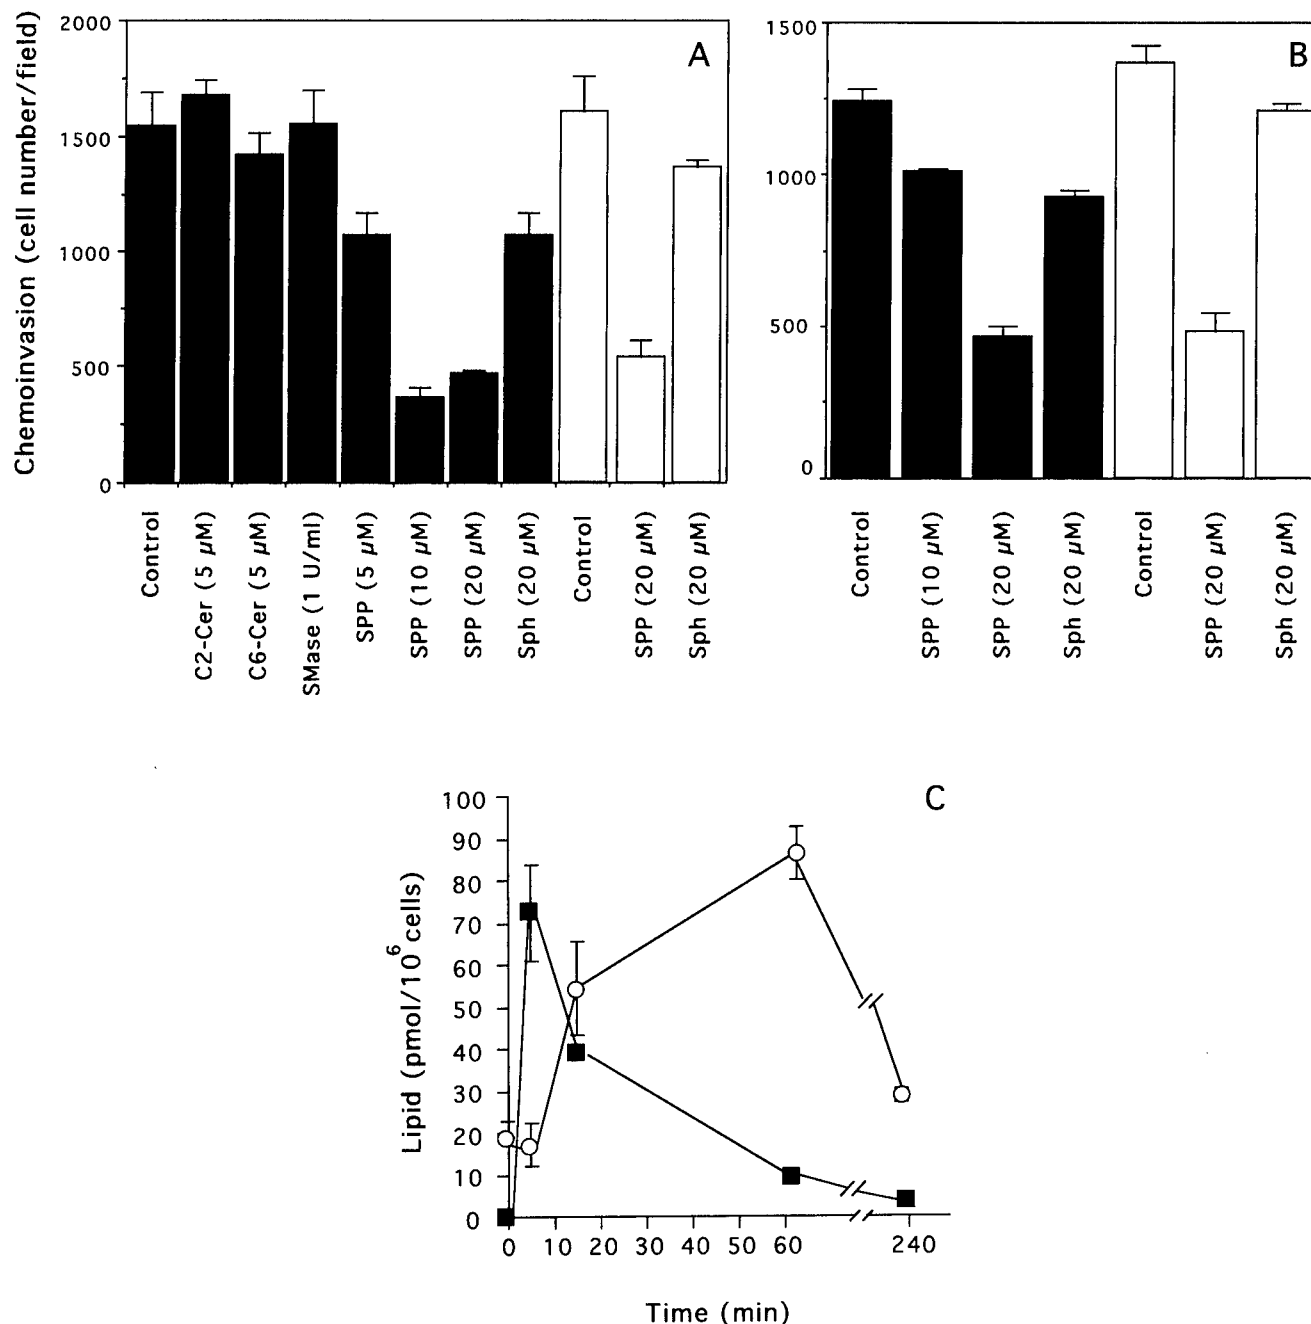 Chemoinvasion (cell number/field)
2000
1500
1000
500
0
A
Control
C2-Cer (5 µM)
C6-Cer (5 µM)
SMase (1 U/ml)
SPP (5 µM)
SPP (10 µM)
SPP (20 µM)
Sph (20 µM)
Control
SPP (20 µM)
Sph (20 µM)
1500
1000
500
0
B
Control
SPP (10 µM)
SPP (20 µM)
Sph (20 µM)
Control
SPP (20 µM)
Sph (20 µM)
C
Lipid (pmol/10⁶ cells)
100
90
80
70
60
50
40
30
20
10
0
0 10 20 30 40 50 60 240
Time (min)